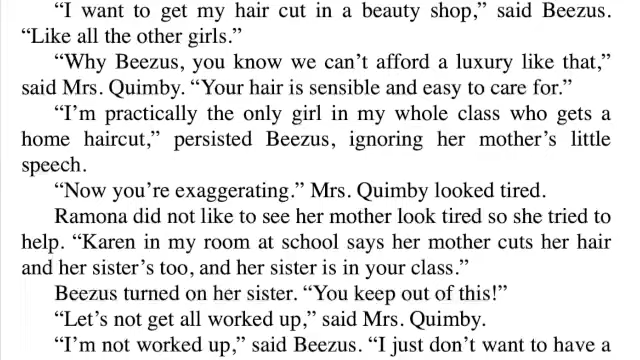 “I want to get my hair cut in a beauty shop,” said Beezus.
“Like all the other girls.”
“Why Beezus, you know we can’t afford a luxury like that,”
said Mrs. Quimby. “Your hair is sensible and easy to care for.”
“I’m practically the only girl in my whole class who gets a
home haircut,” persisted Beezus, ignoring her mother’s little
speech.
“Now you’re exaggerating.” Mrs. Quimby looked tired.
Ramona did not like to see her mother look tired so she tried to
help. “Karen in my room at school says her mother cuts her hair
and her sister’s too, and her sister is in your class.”
Beezus turned on her sister. “You keep out of this!”
“Let’s not get all worked up,” said Mrs. Quimby.
“I’m not worked up,” said Beezus. “I just don’t want to have a